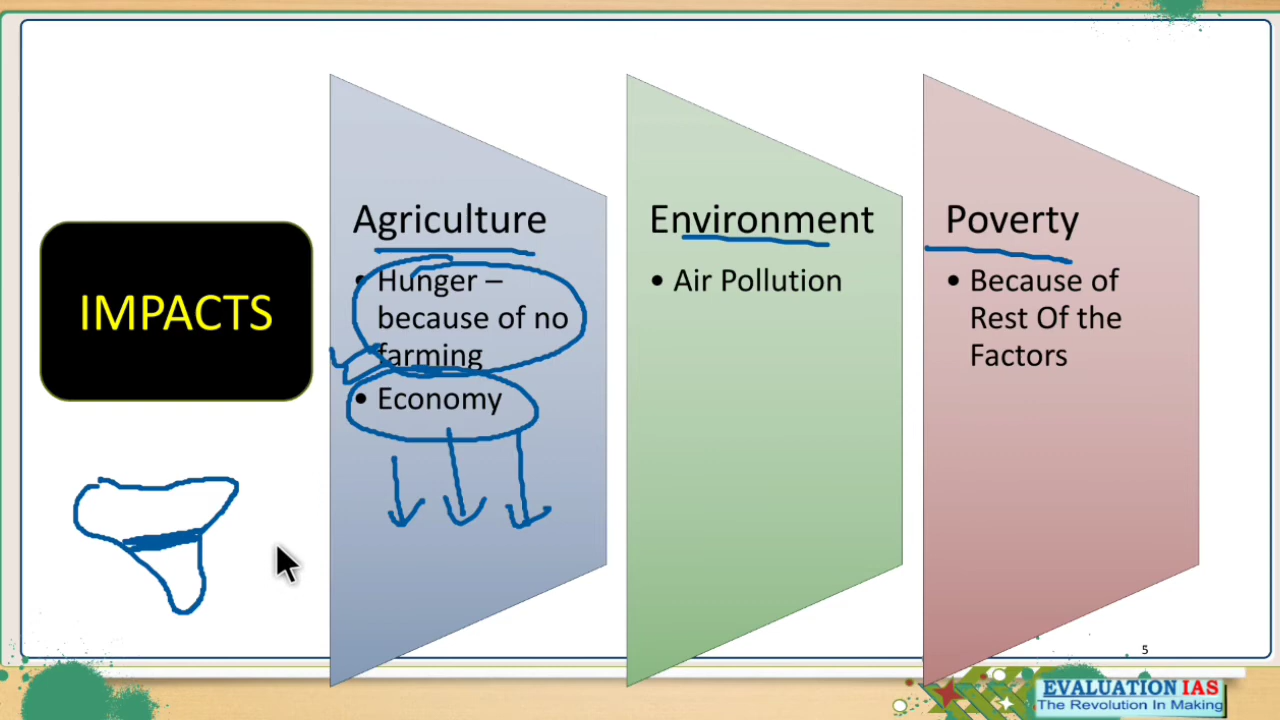 IMPACTS
Agriculture
• Hunger –
because of no
farming
• Economy
Environment
• Air Pollution
Poverty
• Because of
Rest Of the
Factors
5
EVALUATION IAS
The Revolution In Making